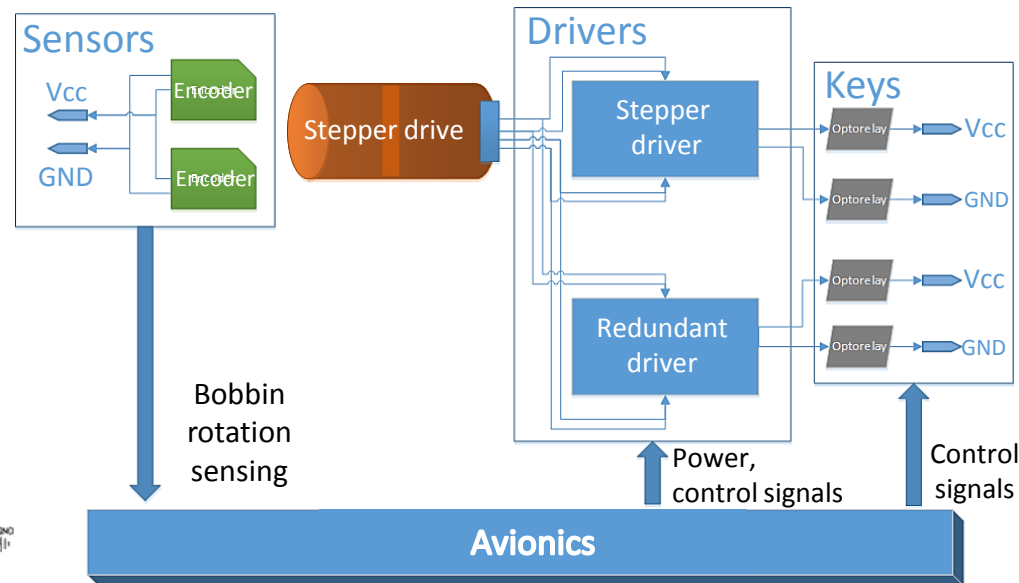 Sensors
Vcc
GND
Encoder
Encoder
Stepper drive
Drivers
Stepper
driver
Redundant
driver
Keys
Optorelay
Vcc
Optorelay
GND
Optorelay
Vcc
Optorelay
GND
Bobbin
rotation
sensing
Power,
control signals
Control
signals
Avionics